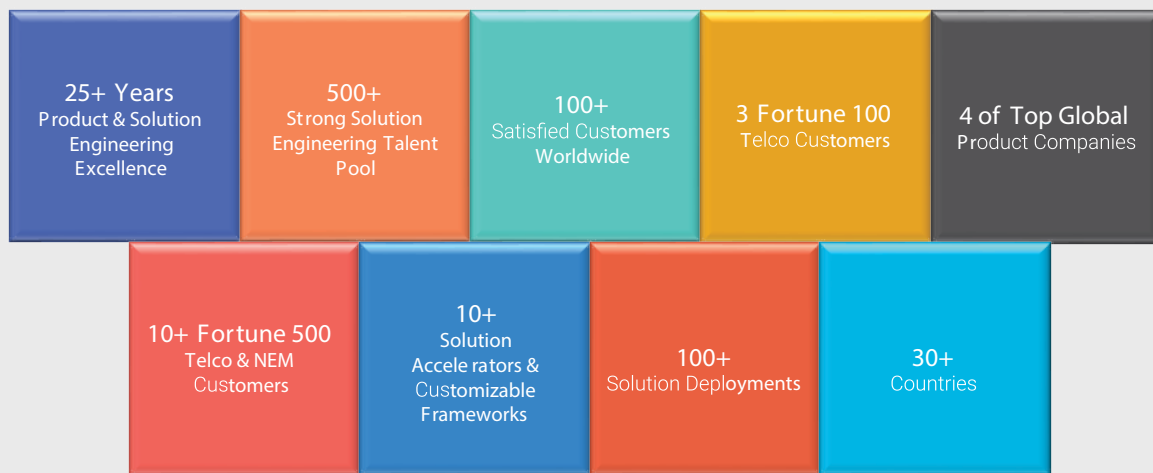 25+ Years
Product & Solution
Engineering
Excellence
500+
Strong Solution
Engineering Talent
Pool
100+
Satisfied Customers
Worldwide
3 Fortune 100
Telco Customers
4 of Top Global
Product Companies
10+ Fortune 500
Telco & NEM
Customers
10+
Solution
Accele rators &
Customizable
Frameworks
100+
Solution Deployments
30+
Countries